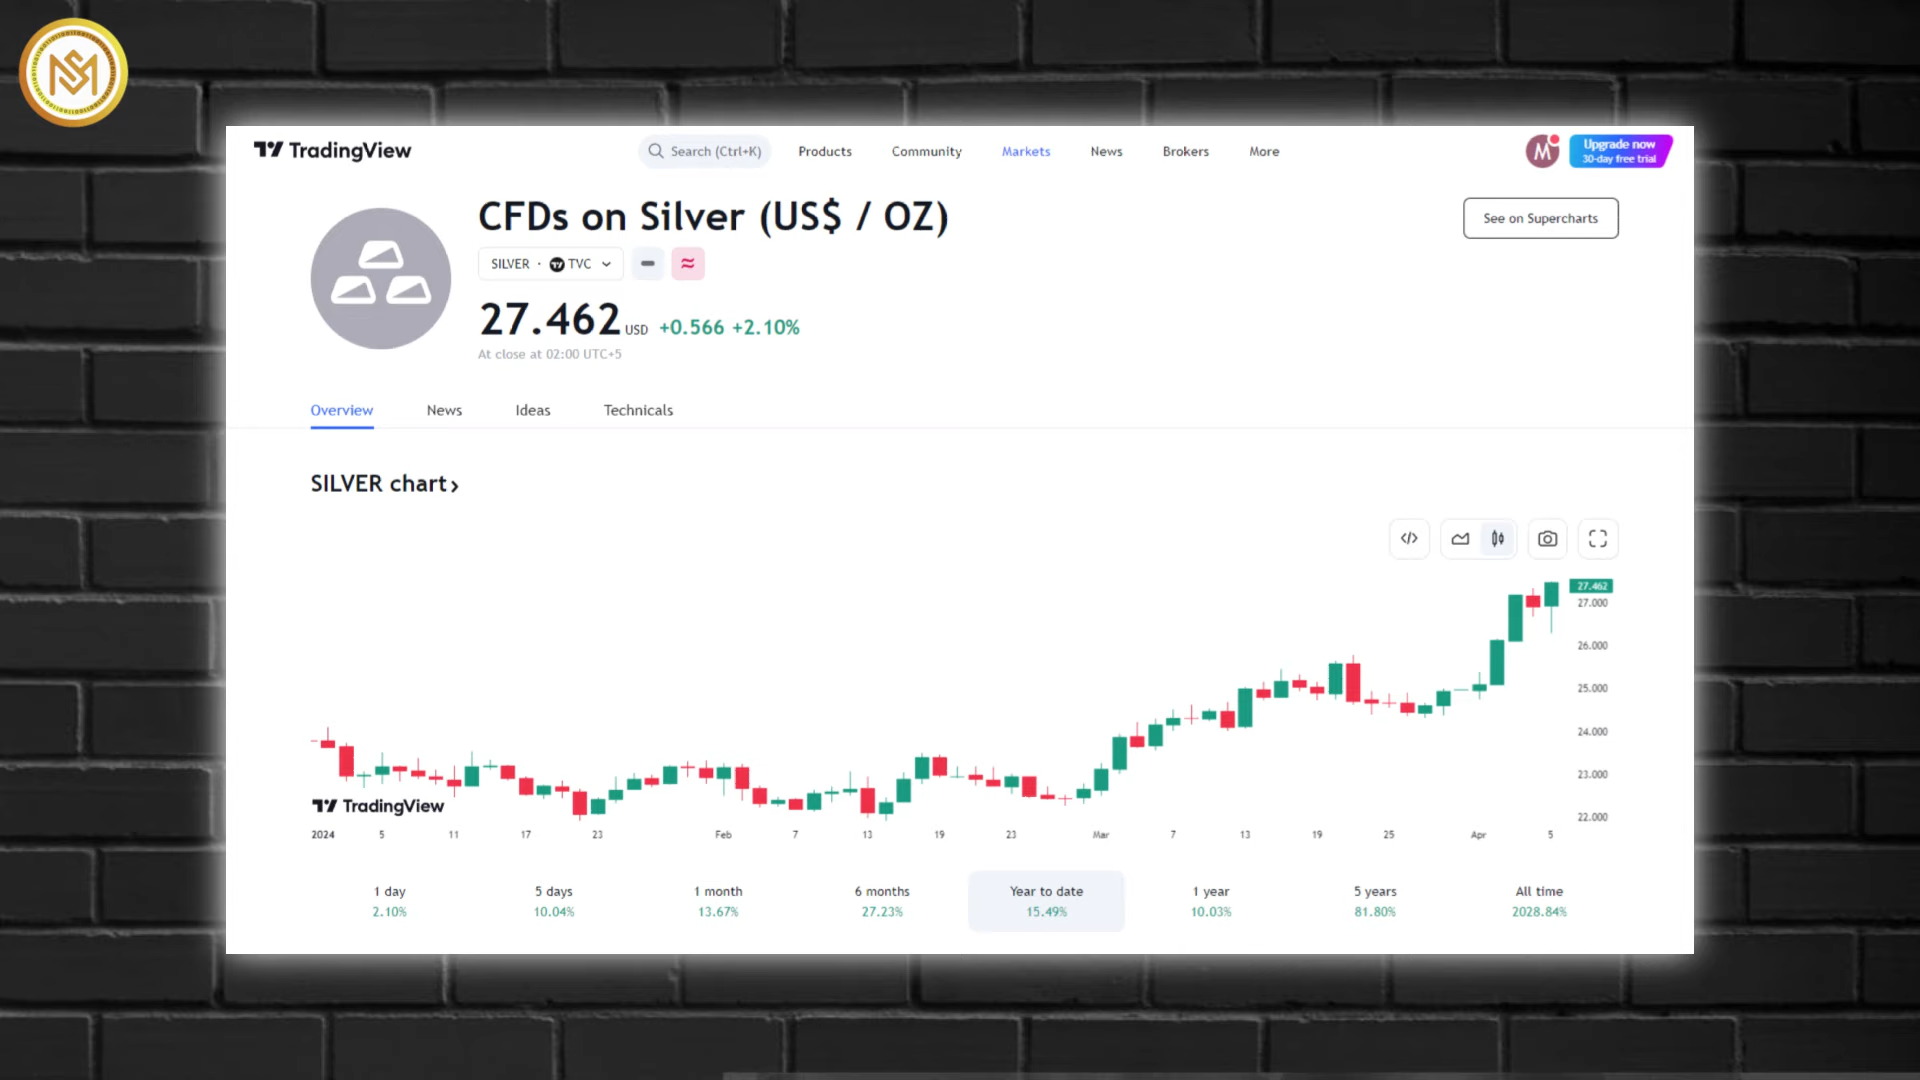 TradingView
Search (Ctrl+K)
Products
Community
Markets
News
Brokers
More
M
Upgrade now
30-day free trial
CFDs on Silver (US$ / OZ)
See on Supercharts
SILVER · TVC
27.462 USD +0.566 +2.10%
At close at 02:00 UTC+5
Overview
News
Ideas
Technicals
SILVER chart
27.462
27.000
26.000
25.000
24.000
23.000
22.000
TradingView
2024 5 11 17 23 Feb 7 13 19 23 Mar 7 13 19 25 Apr 5
1 day 5 days 1 month 6 months Year to date 1 year 5 years All time
2.10% 10.04% 13.67% 27.23% 15.49% 10.03% 81.80% 2028.84%